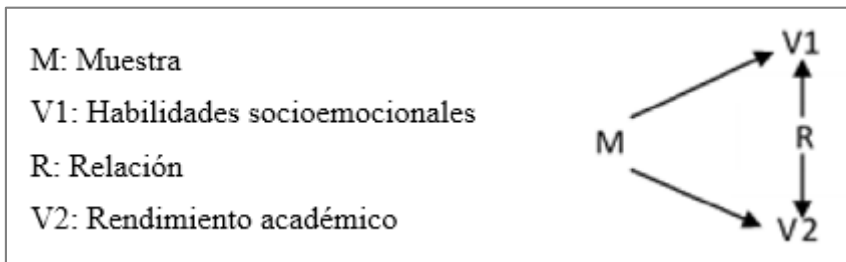 M: Muestra
V1: Habilidades socioemocionales
R: Relación
V2: Rendimiento académico
V1
M
R
V2